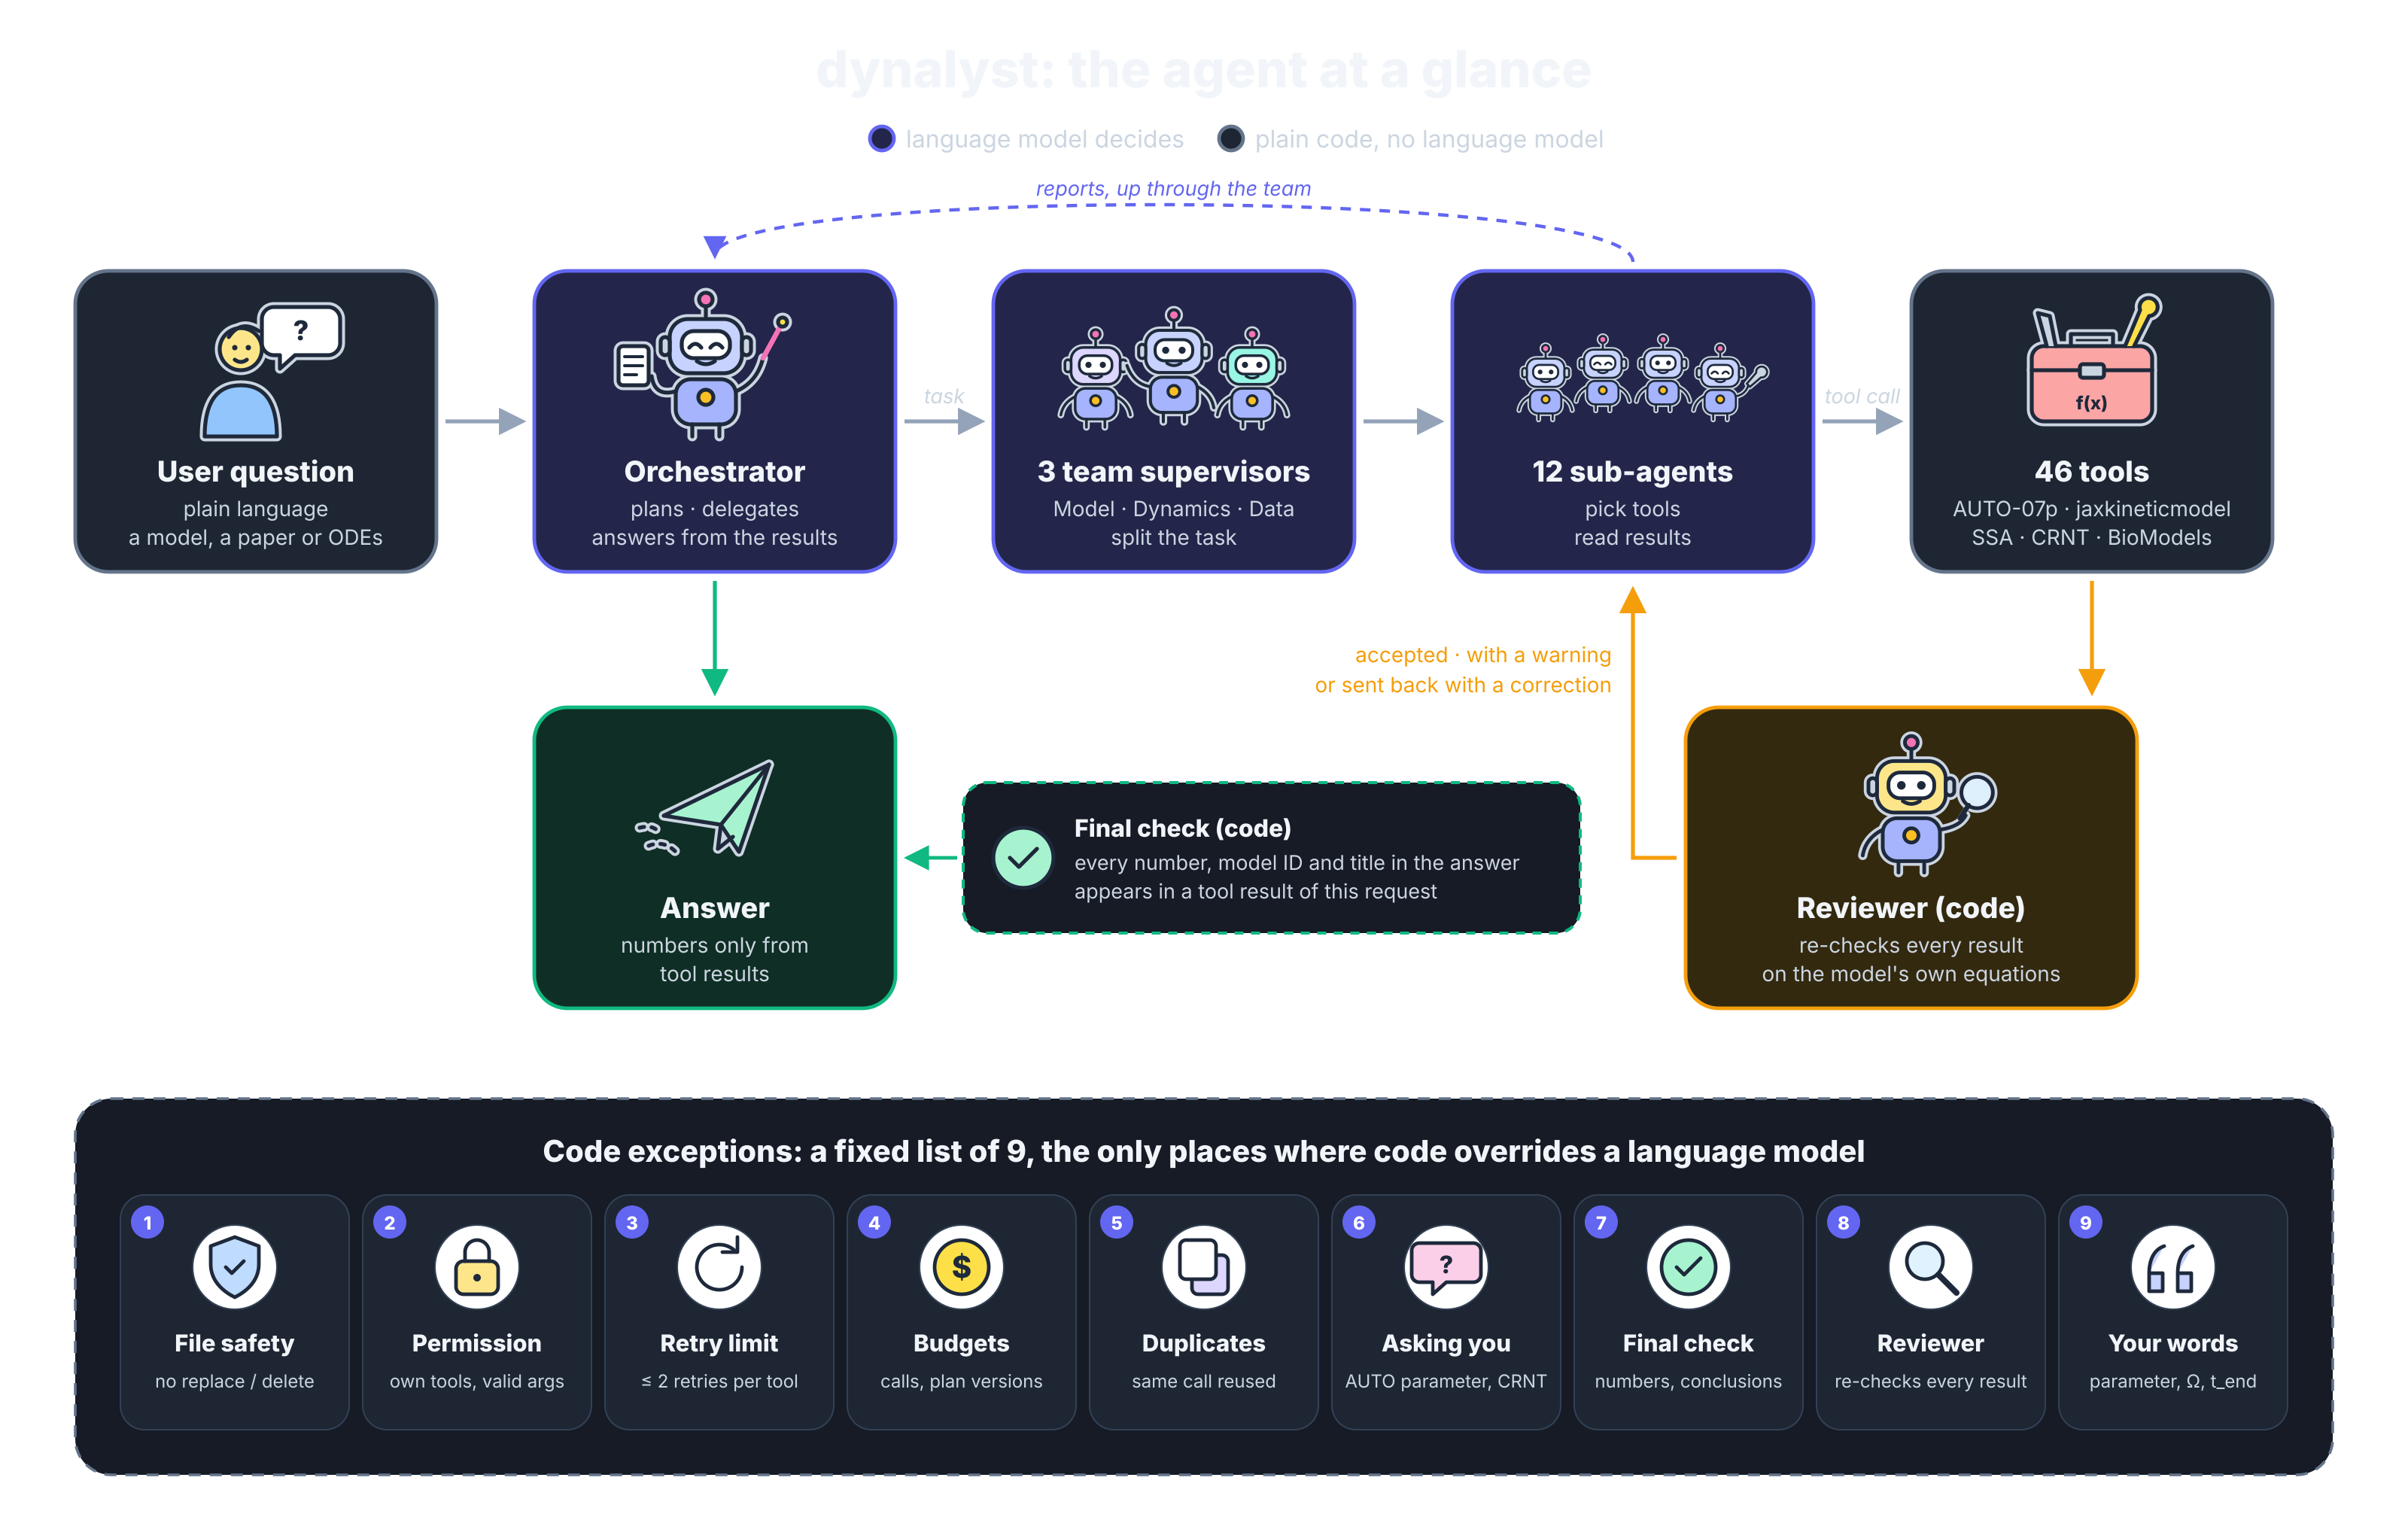 dynalyst: the agent at a glance
language model decides
plain code, no language model
reports, up through the team
?
User question
plain language
a model, a paper or ODEs
Orchestrator
plans · delegates
answers from the results
task
3 team supervisors
Model · Dynamics · Data
split the task
12 sub-agents
pick tools
read results
tool call
f(x)
46 tools
AUTO-07p · jaxkineticmodel
SSA · CRNT · BioModels
accepted · with a warning
or sent back with a correction
Answer
numbers only from
tool results
Final check (code)
every number, model ID and title in the answer
appears in a tool result of this request
Reviewer (code)
re-checks every result
on the model's own equations
Code exceptions: a fixed list of 9, the only places where code overrides a language model
1
File safety
no replace / delete
2
Permission
own tools, valid args
3
Retry limit
≤ 2 retries per tool
4
$
Budgets
calls, plan versions
5
Duplicates
same call reused
6
?
Asking you
AUTO parameter, CRNT
7
Final check
numbers, conclusions
8
Reviewer
re-checks every result
9
Your words
parameter, Ω, t_end